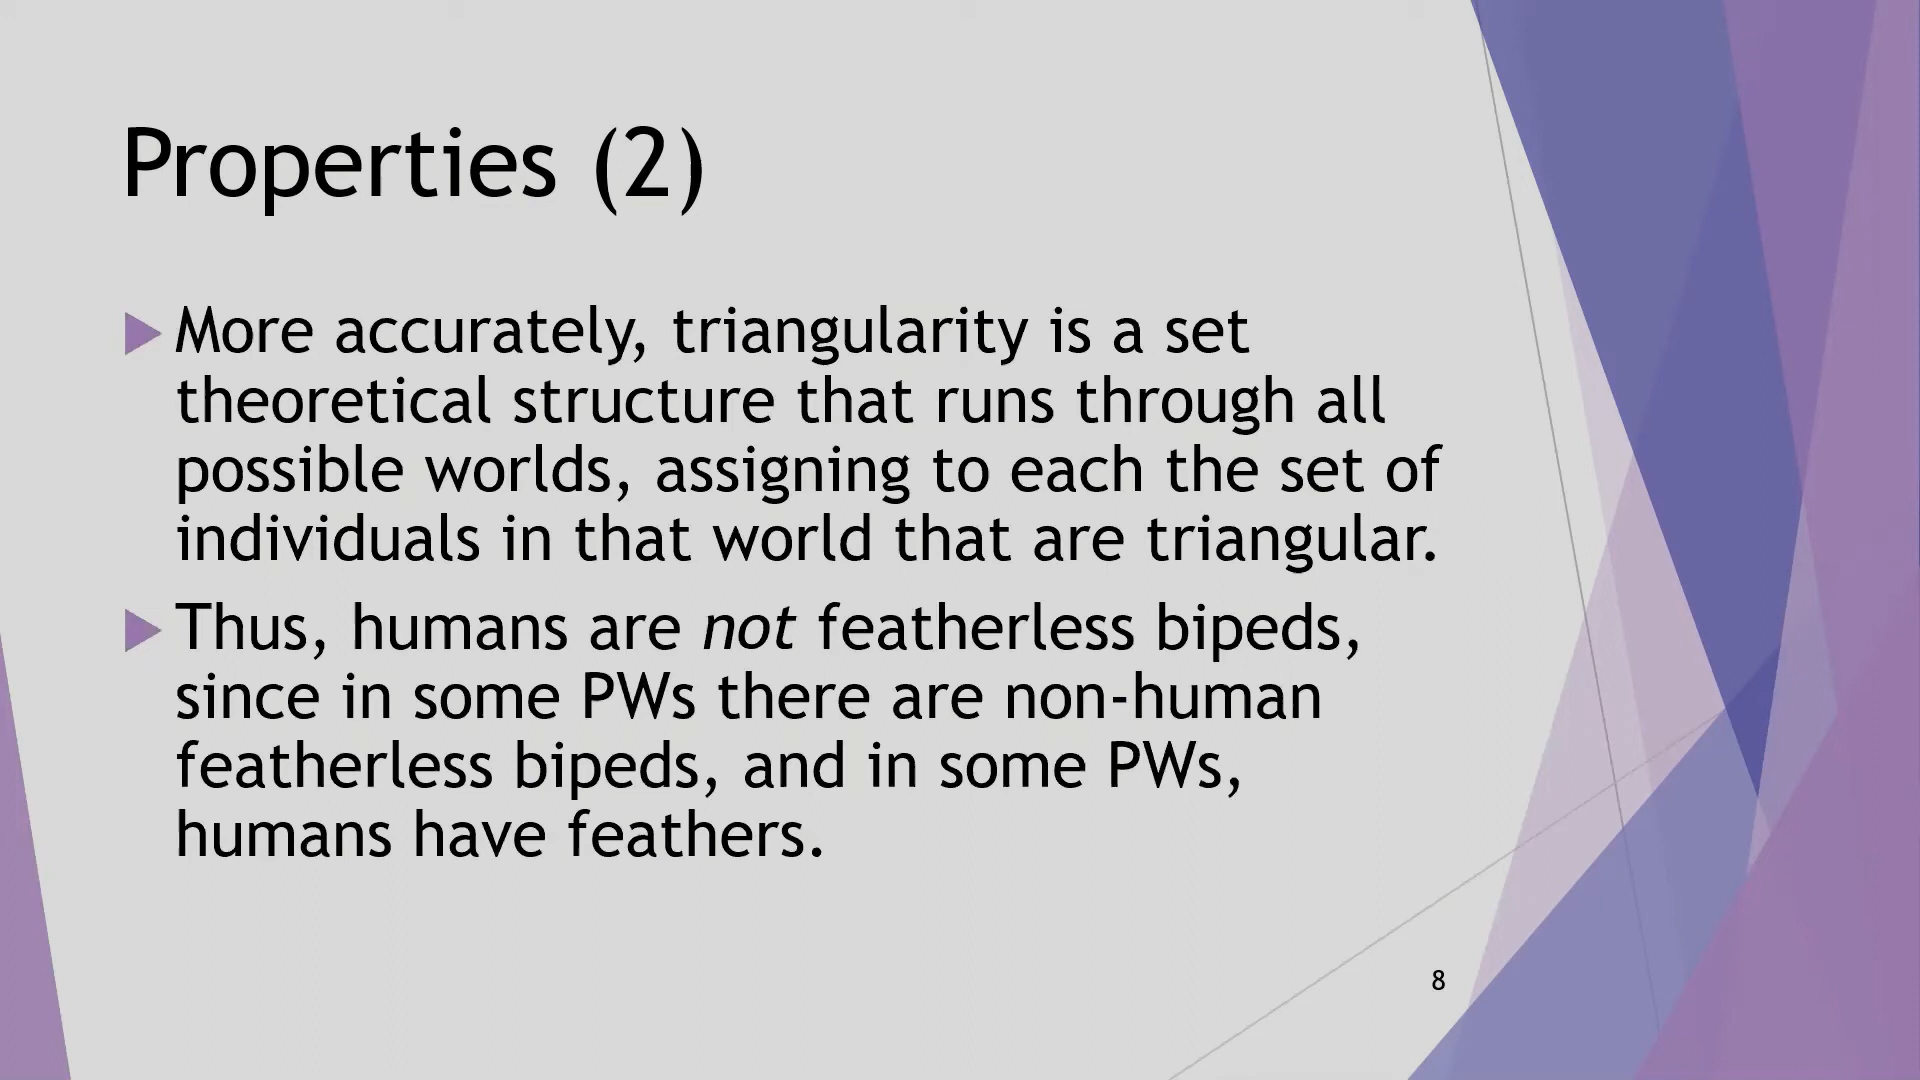 Properties (2)
More accurately, triangularity is a set
theoretical structure that runs through all
possible worlds, assigning to each the set of
individuals in that world that are triangular.
Thus, humans are not featherless bipeds,
since in some PWs there are non-human
featherless bipeds, and in some PWs,
humans have feathers.
8